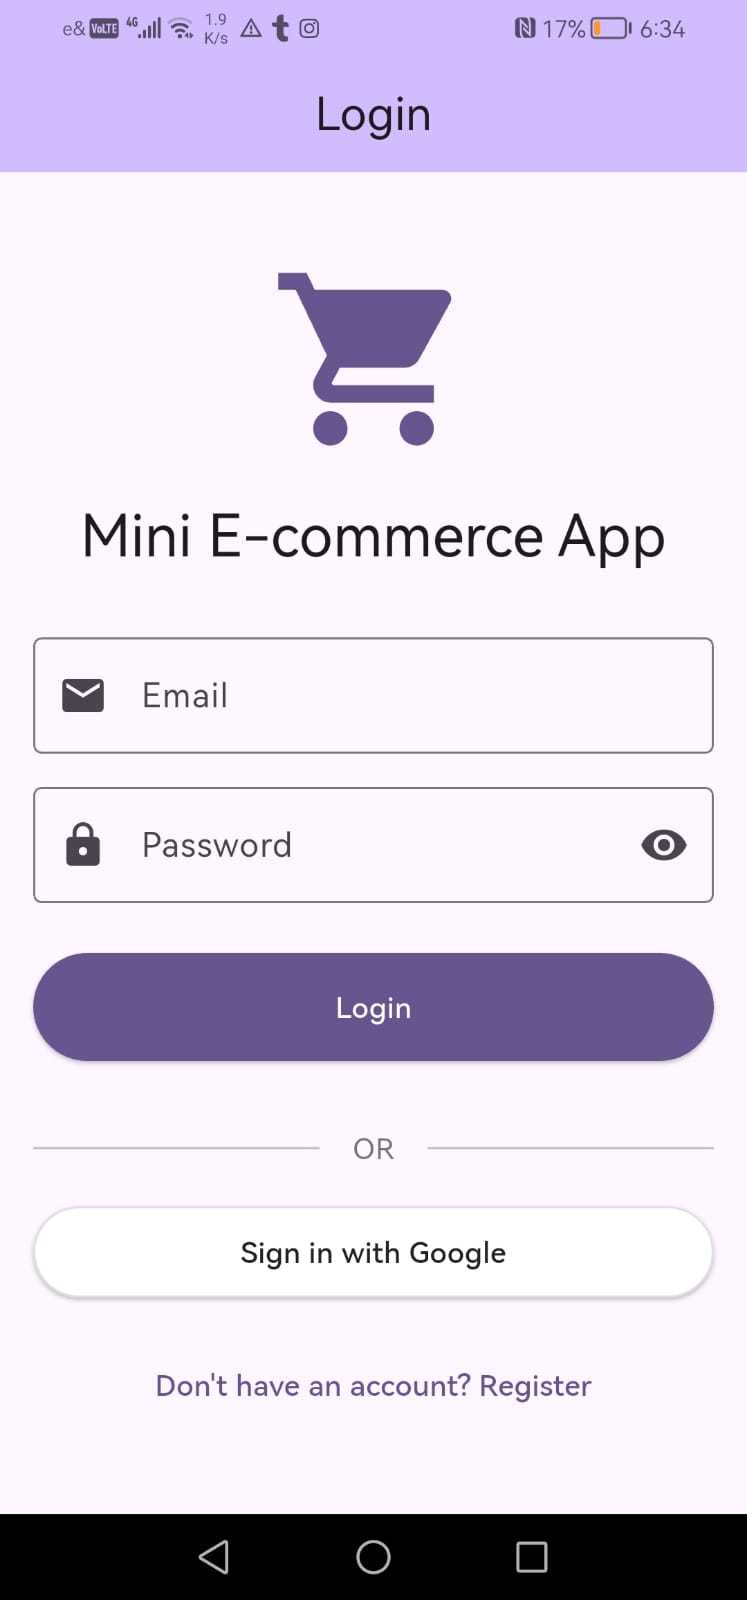 e& VoLTE 4G 1.9 K/s 17% 6:34
Login
Mini E-commerce App
Email
Password
Login
OR
Sign in with Google
Don't have an account? Register